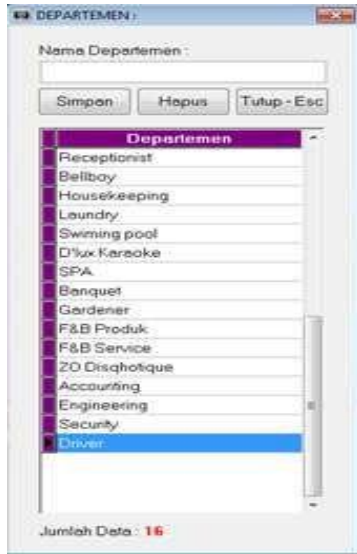 DEPARTEMEN :
Nama Departemen :
Simpan Hapus Tutup - Esc
Departemen
Receptionist
Bellboy
Housekeeping
Laundry
Swiming pool
D'lux Karaoke
SPA
Banquet
Gardener
F&B Produk
F&B Service
ZO Disqhotique
Accounting
Engineering
Security
Driver
Jumlah Data : 16